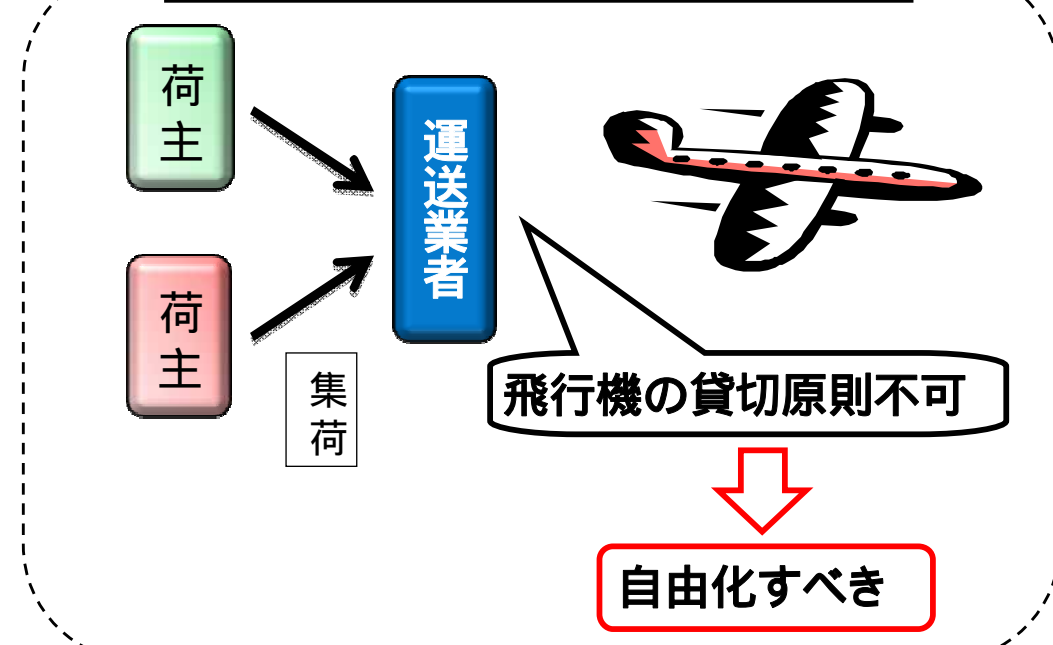 荷主
運送業者
荷主
集荷
飛行機の貸切原則不可
自由化すべき